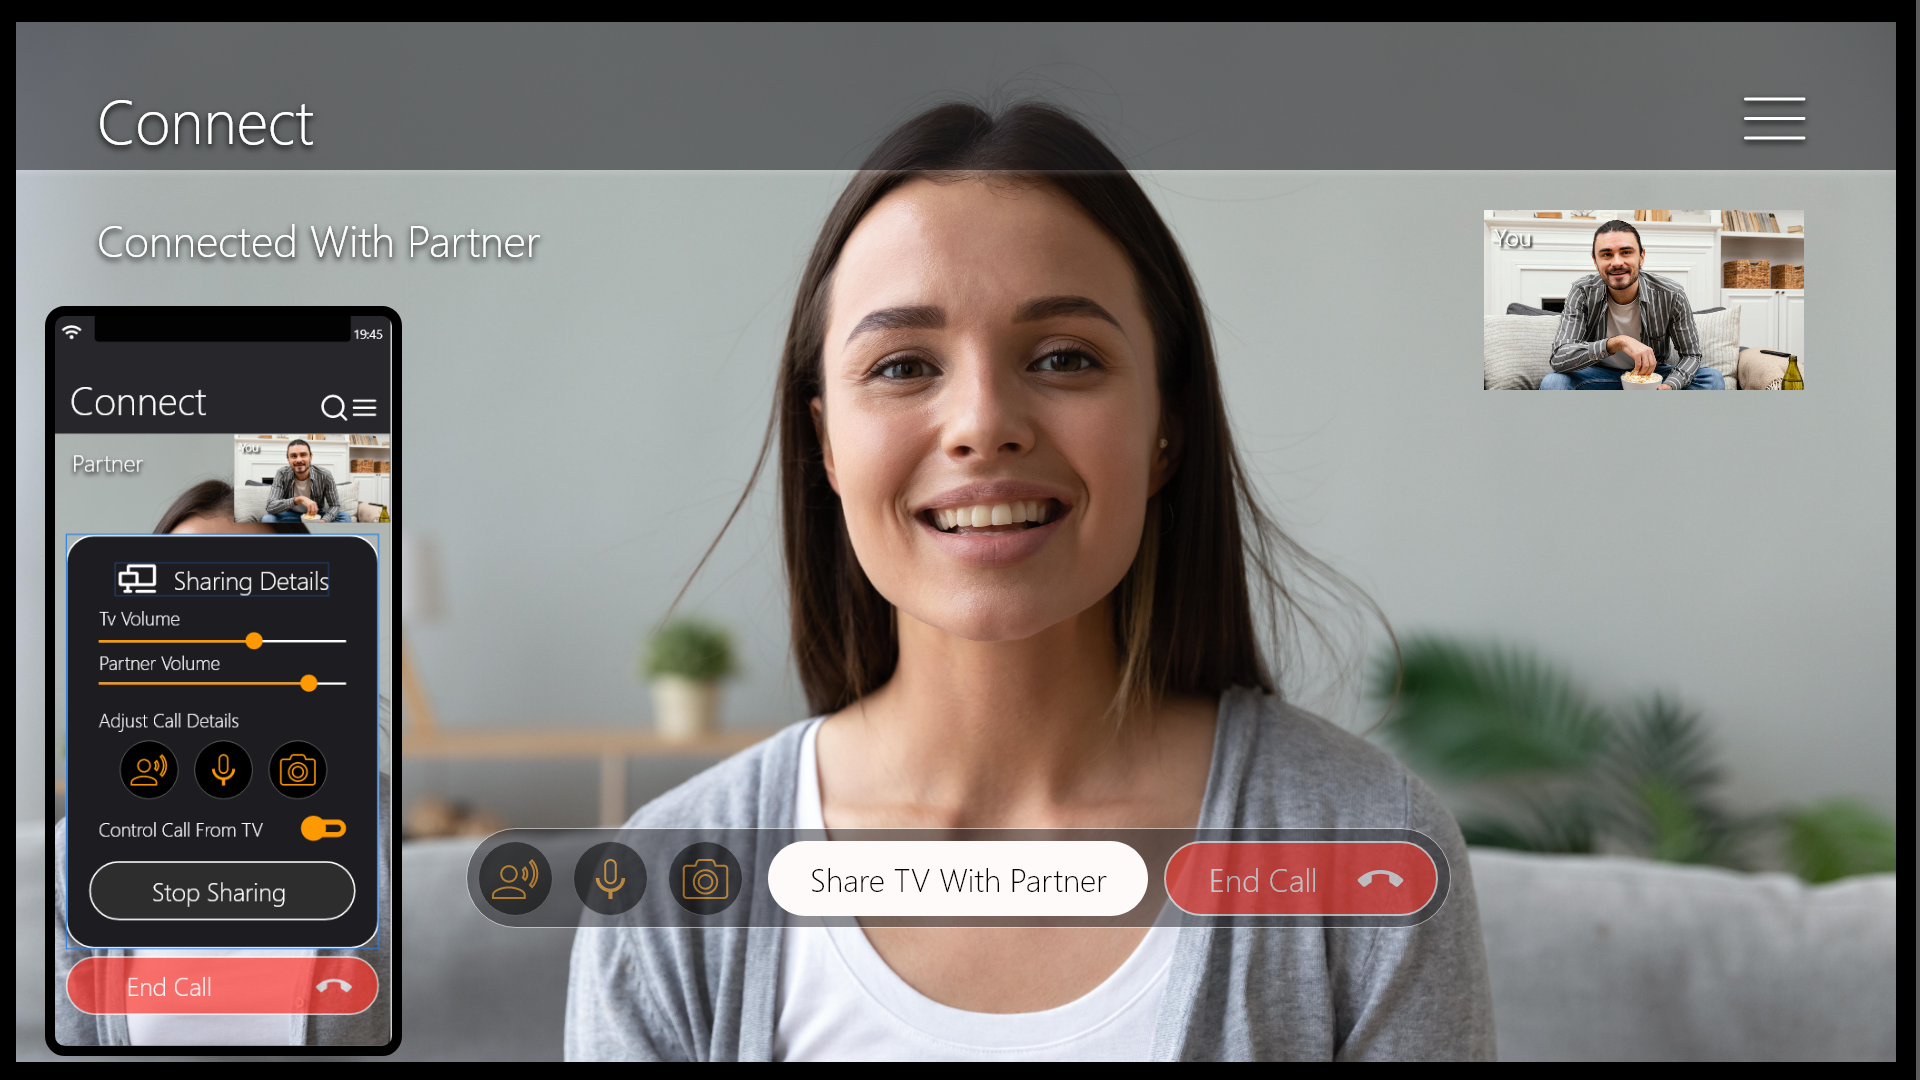 Connect
Connected With Partner
You
19:45
Connect
Partner
You
Sharing Details
Tv Volume
Partner Volume
Adjust Call Details
Control Call From TV
Stop Sharing
End Call
Share TV With Partner
End Call